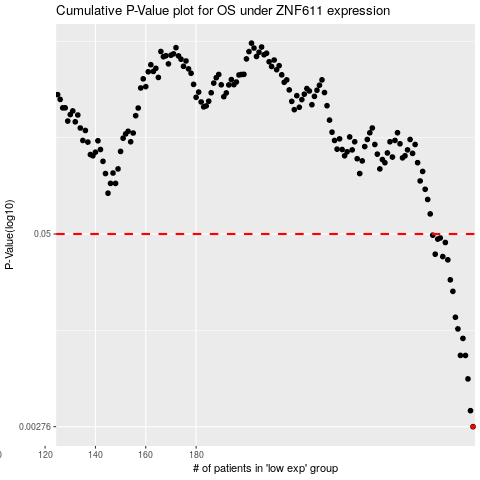 Cumulative P-Value plot for OS under ZNF611 expression
P-Value(log10)
0.05
0.00276
0 120 140 160 180
# of patients in 'low exp' group